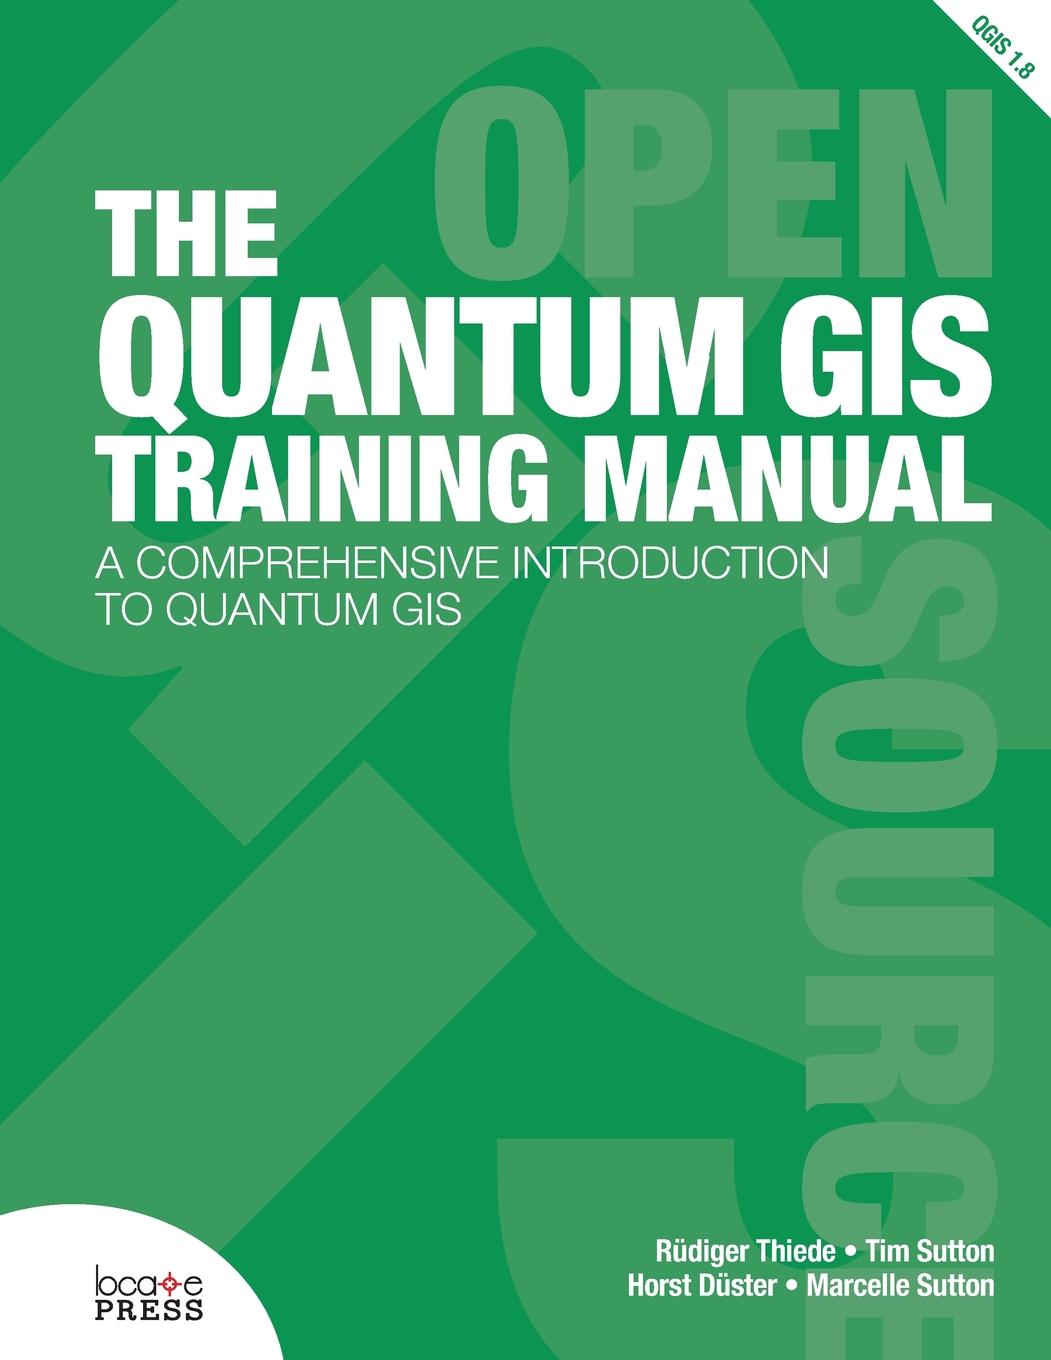 QGIS 1.8
OPEN
THE
QUANTUM GIS
TRAINING MANUAL
A COMPREHENSIVE INTRODUCTION
TO QUANTUM GIS
SOURCE
Rüdiger Thiede • Tim Sutton
Horst Düster • Marcelle Sutton
locate
PRESS